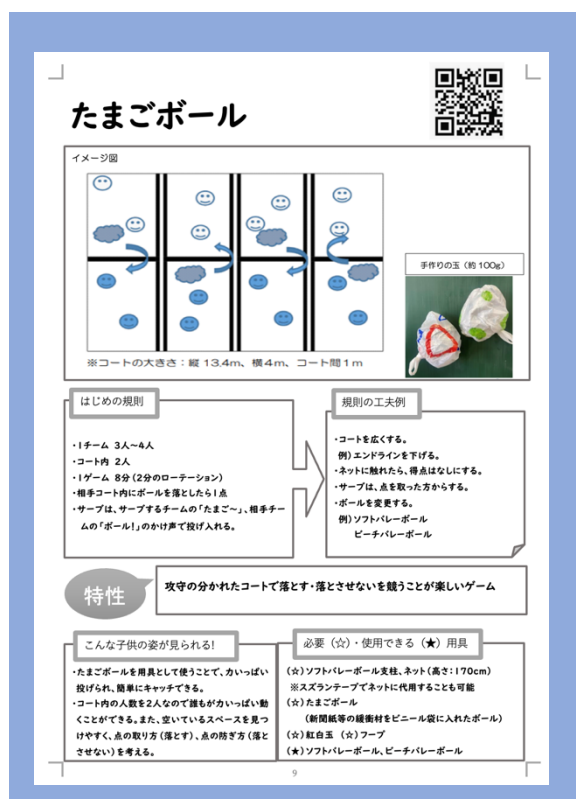 たまごボール
イメージ図
手作りの玉（約100g）
※コートの大きさ：縦13.4m、横4m、コート間1m
はじめの規則
・1チーム 3人～4人
・コート内 2人
・1ゲーム 8分（2分のローテーション）
・相手コート内にボールを落としたら1点
・サーブは、サーブするチームの「たまご～」、相手チー
ムの「ボール！」のかけ声で投げ入れる。
規則の工夫例
・コートを広くする。
例）エンドラインを下げる。
・ネットに触れたら、得点はなしにする。
・サーブは、点を取った方からする。
・ボールを変更する。
例）ソフトバレーボール
ビーチバレーボール
特性
攻守の分かれたコートで落とす・落とさせないを競うことが楽しいゲーム
こんな子供の姿が見られる！
・たまごボールを用具として使うことで、力いっぱい
投げられ、簡単にキャッチできる。
・コート内の人数を2人なので誰もが力いっぱい動
くことができる。また、空いているスペースを見つ
けやすく、点の取り方（落とす）、点の防ぎ方（落と
させない）を考える。
必要（☆）・使用できる（★）用具
（☆）ソフトバレーボール支柱、ネット（高さ：170cm）
※スズランテープでネットに代用することも可能
（☆）たまごボール
（新聞紙等の緩衝材をビニール袋に入れたボール）
（☆）紅白玉 （☆）フープ
（★）ソフトバレーボール、ビーチバレーボール
9